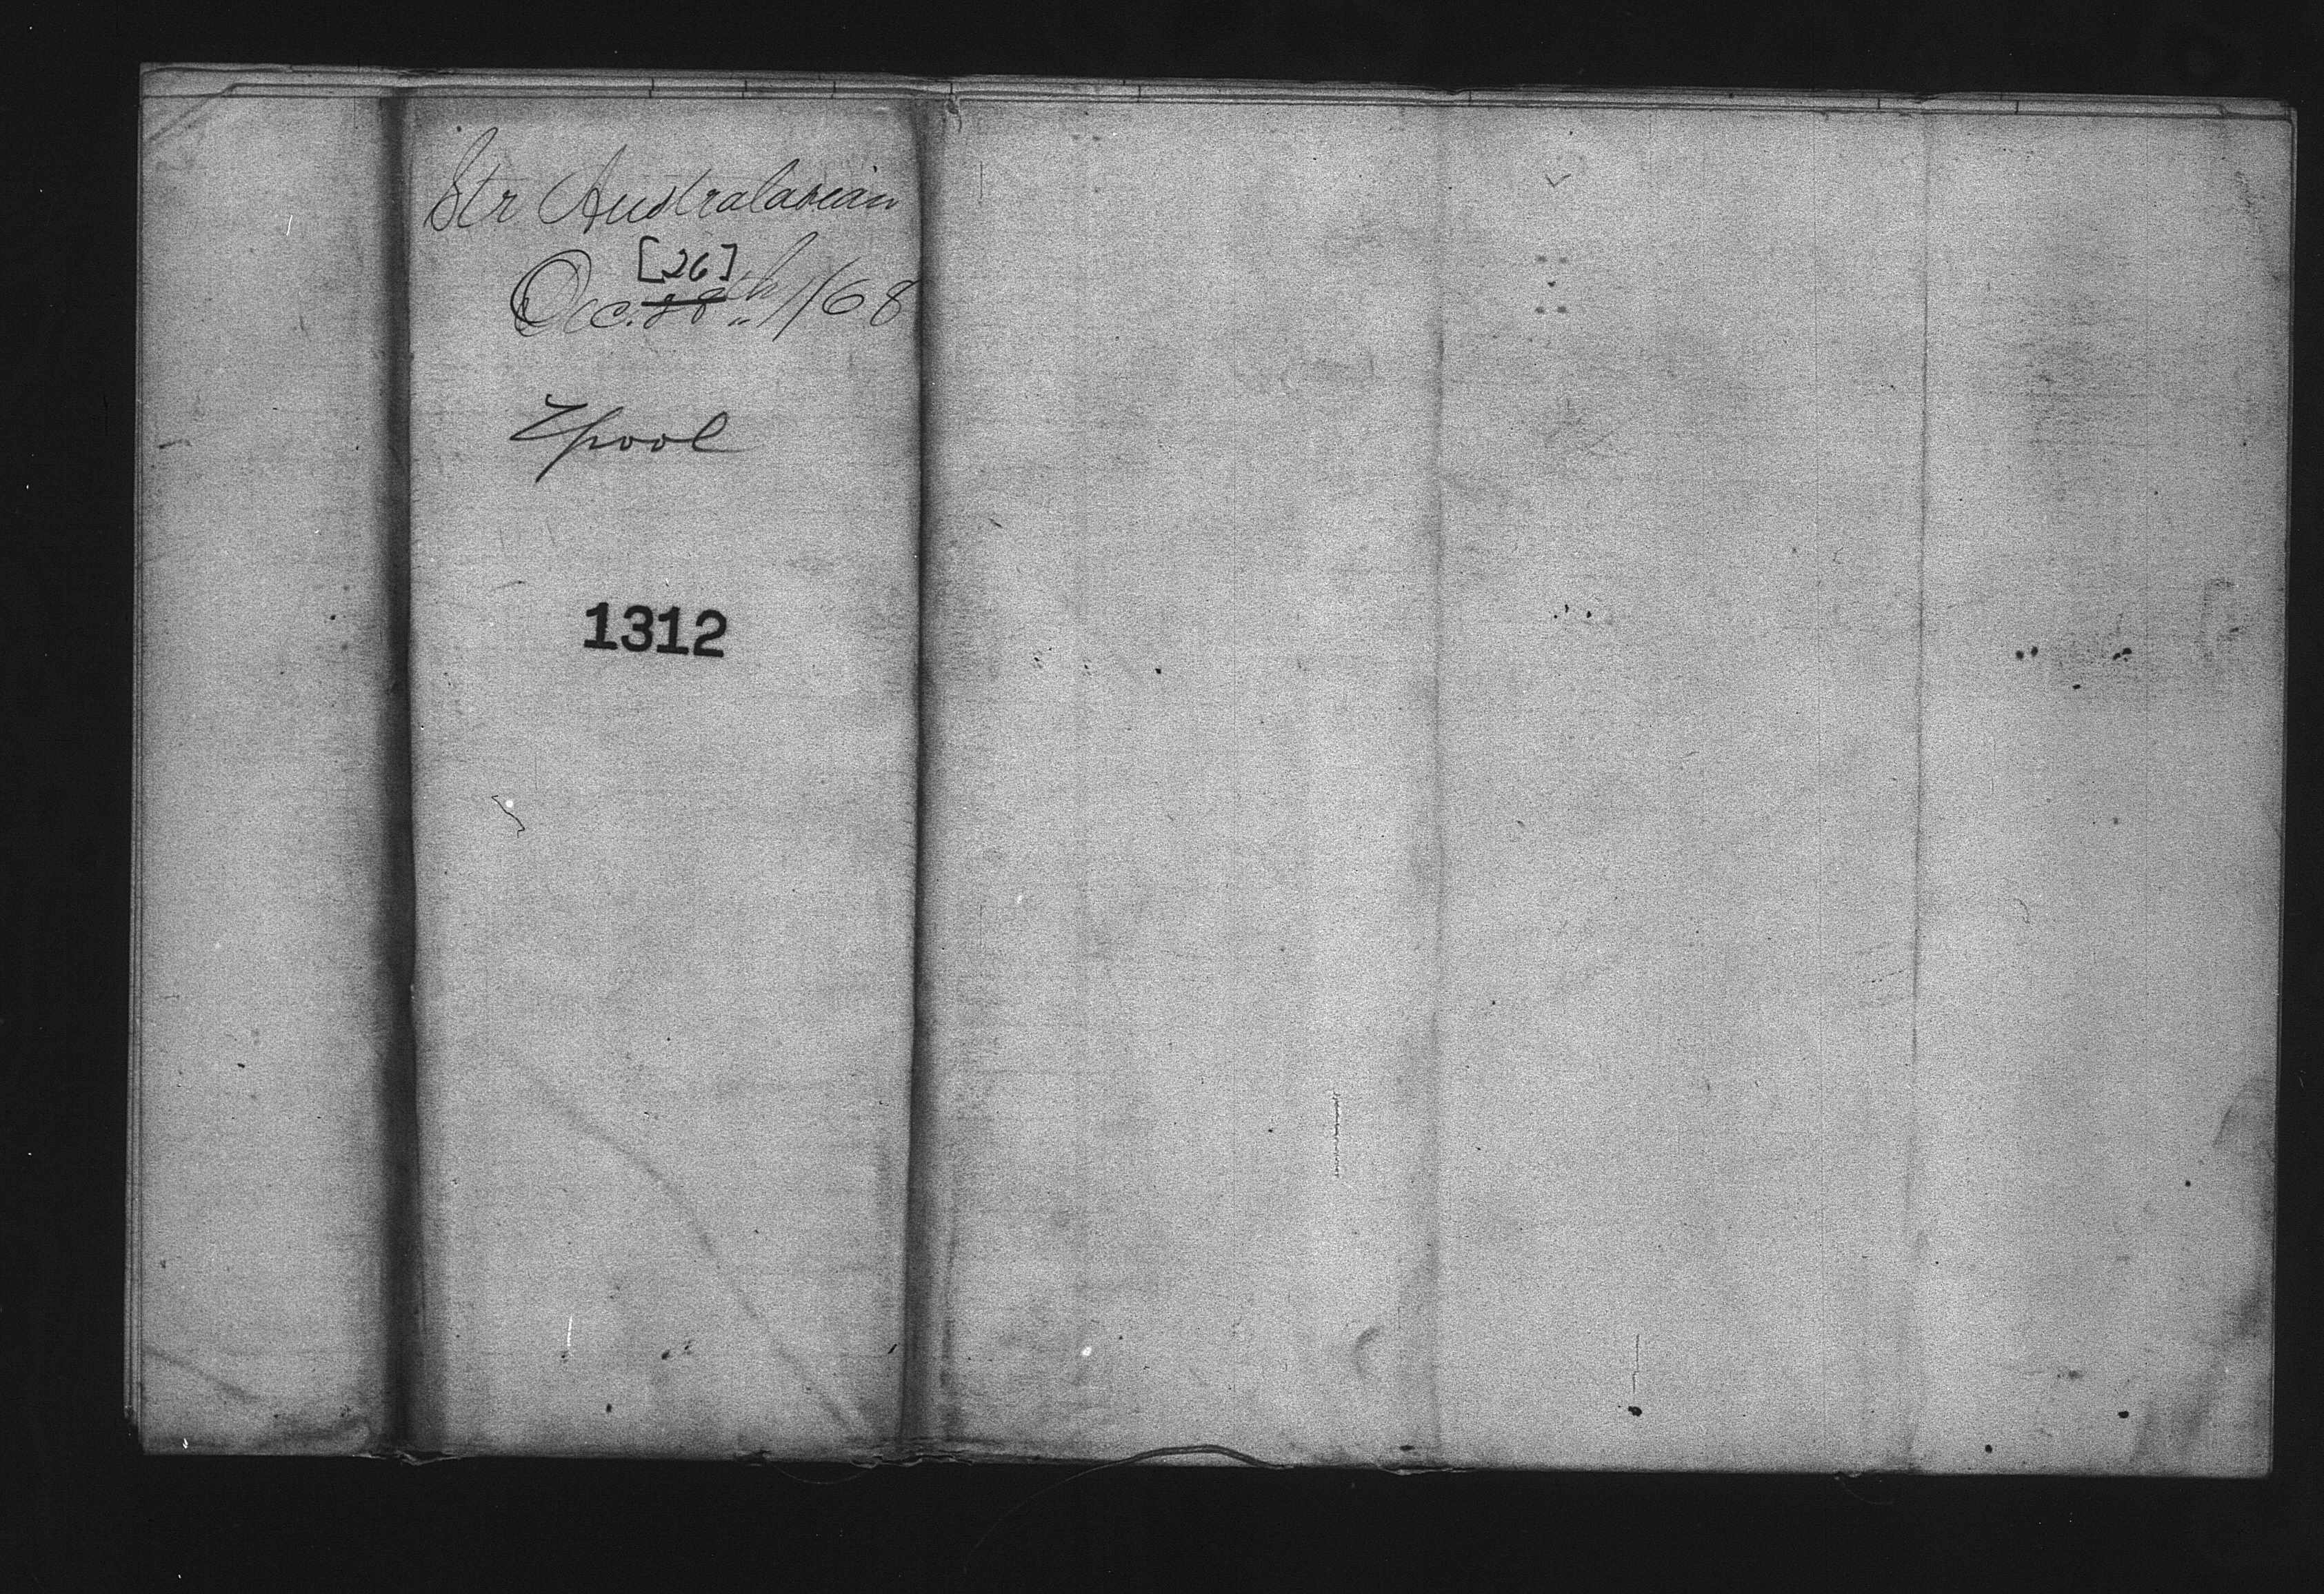 Str Australasian
[26]
Dec. 28th /68
Lpool
1312